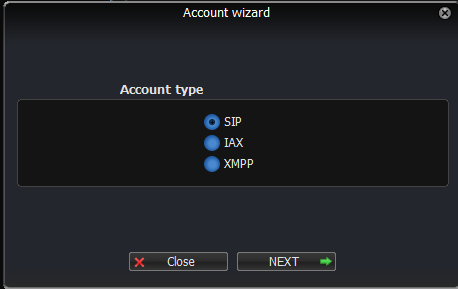 Account wizard
Account type
SIP
IAX
XMPP
Close
NEXT